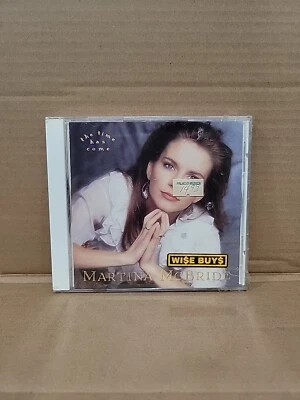 the time
has
come
WI$E BUY$
MARTINA MCBRIDE